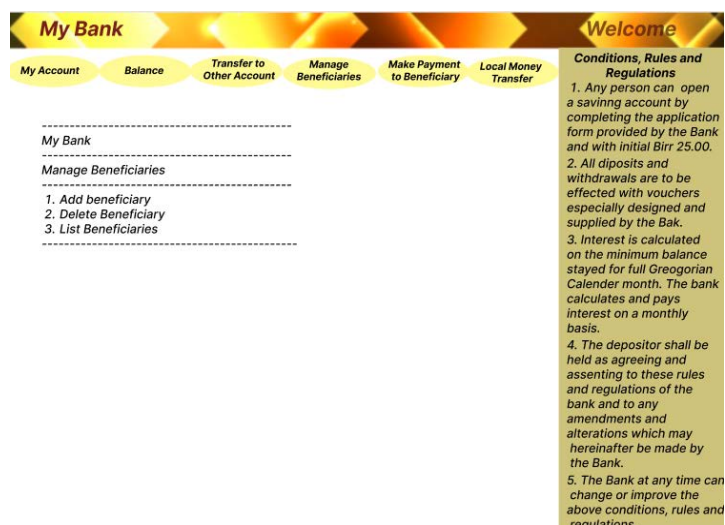 My Bank
Welcome
My Account
Balance
Transfer to
Other Account
Manage
Beneficiaries
Make Payment
to Beneficiary
Local Money
Transfer
---------------------------------------------
My Bank
---------------------------------------------
Manage Beneficiaries
---------------------------------------------
1. Add beneficiary
2. Delete Beneficiary
3. List Beneficiaries
----------------------------------------------
Conditions, Rules and
Regulations
1. Any person can open
a savinng account by
completing the application
form provided by the Bank
and with initial Birr 25.00.
2. All diposits and
withdrawals are to be
effected with vouchers
especially designed and
supplied by the Bak.
3. Interest is calculated
on the minimum balance
stayed for full Greogorian
Calender month. The bank
calculates and pays
interest on a monthly
basis.
4. The depositor shall be
held as agreeing and
assenting to these rules
and regulations of the
bank and to any
amendments and
alterations which may
hereinafter be made by
the Bank.
5. The Bank at any time can
change or improve the
above conditions, rules and
regulations